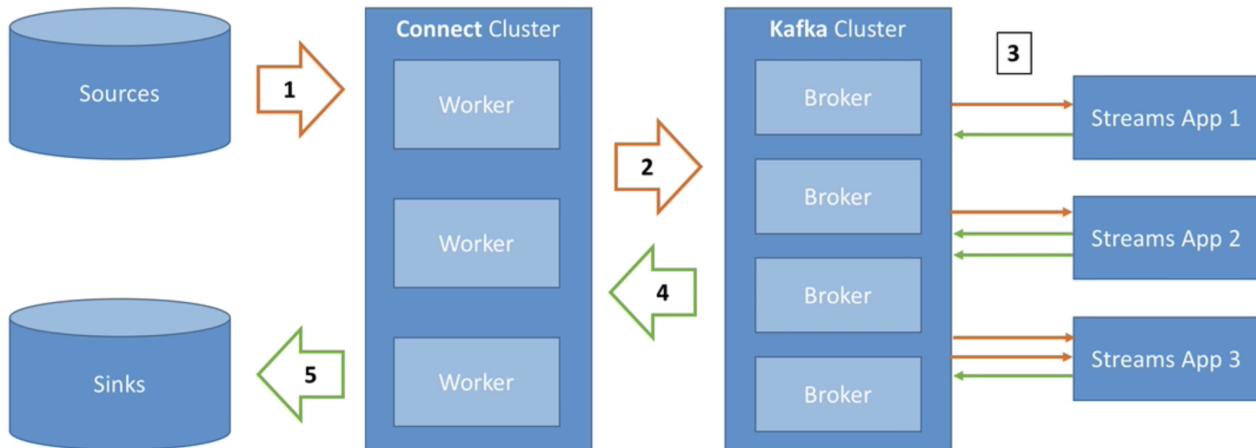 Sources
1
Connect Cluster
Worker
Worker
Worker
2
4
Kafka Cluster
Broker
Broker
Broker
Broker
3
Streams App 1
Streams App 2
Streams App 3
Sinks
5